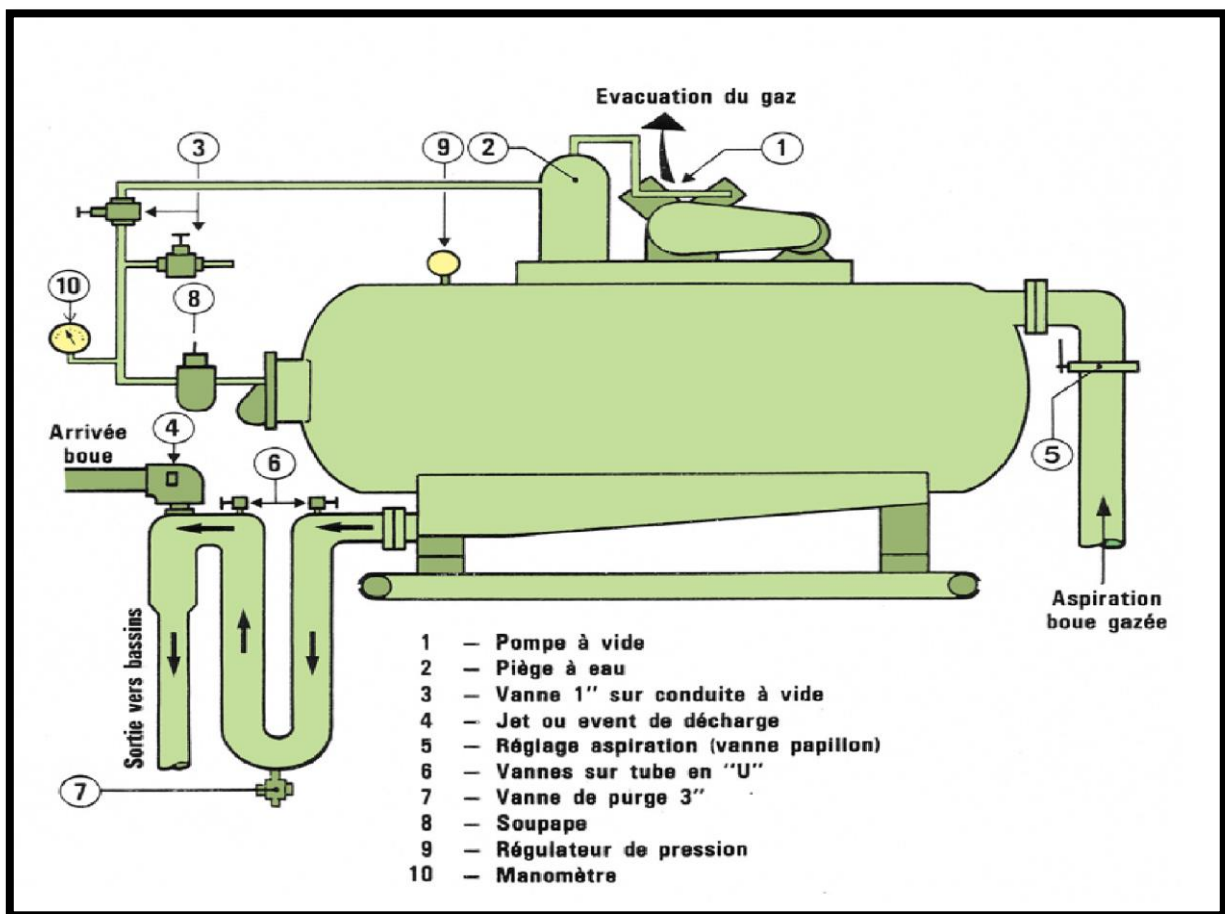 Evacuation du gaz
3
9
2
1
10
8
Arrivée
boue
4
6
5
Aspiration
boue gazée
Sortie vers bassins
7
1 — Pompe à vide
2 — Piège à eau
3 — Vanne 1" sur conduite à vide
4 — Jet ou event de décharge
5 — Réglage aspiration (vanne papillon)
6 — Vannes sur tube en "U"
7 — Vanne de purge 3"
8 — Soupape
9 — Régulateur de pression
10 — Manomètre